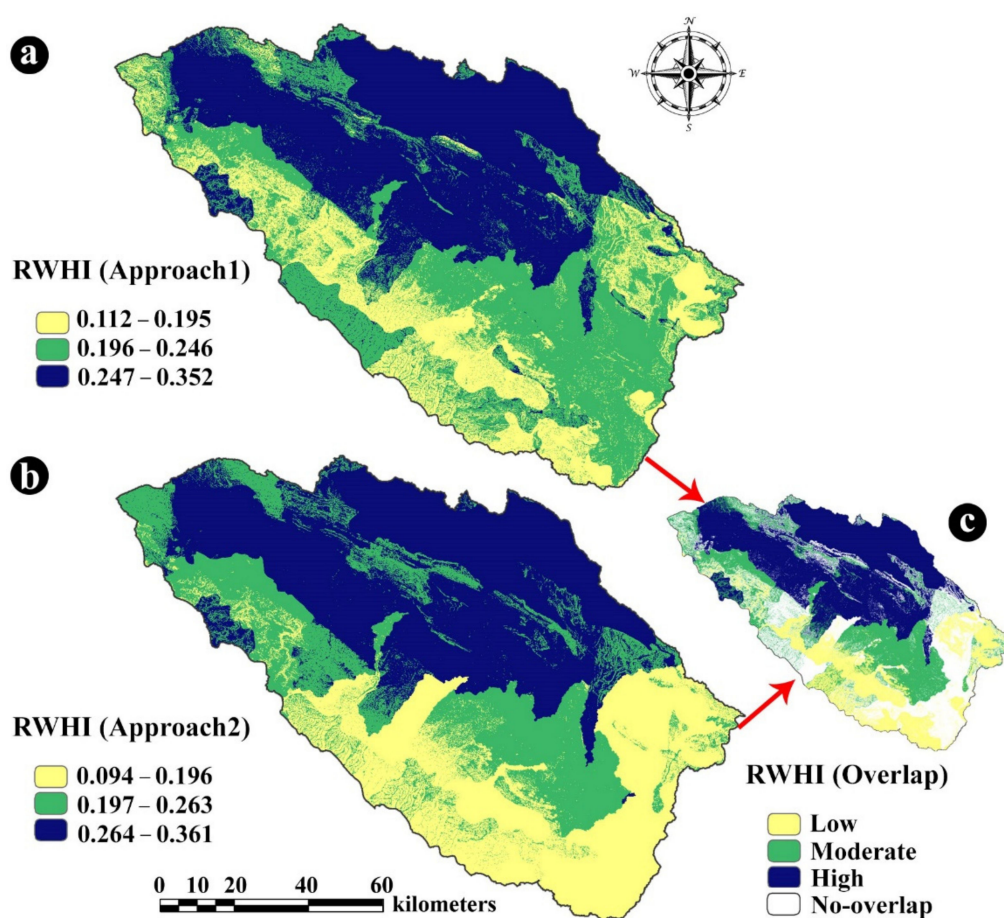 a
N
W
E
S
RWHI (Approach1)
0.112 – 0.195
0.196 – 0.246
0.247 – 0.352
b
c
RWHI (Approach2)
0.094 – 0.196
0.197 – 0.263
0.264 – 0.361
RWHI (Overlap)
Low
Moderate
High
No-overlap
0 10 20 40 60
kilometers